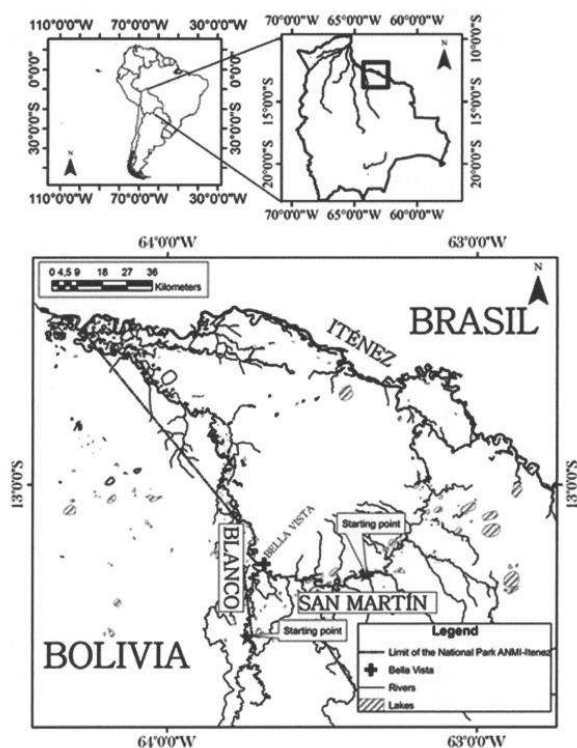 110°0'0"W 70°0'0"W 30°0'0"W
N
0°0'0"
30°0'0"S
0°0'0"
30°0'0"S
110°0'0"W 70°0'0"W 30°0'0"W
70°0'0"W 65°0'0"W 60°0'0"W
N
10°0'0"S
15°0'0"S
20°0'0"S
15°0'0"S
20°0'0"S
70°0'0"W 65°0'0"W 60°0'0"W
64°0'0"W 63°0'0"W
0 4,5 9 18 27 36
Kilometers
N
BRASIL
ITÉNEZ
13°0'0"S
13°0'0"S
Starting point
BELLA VISTA
BLANCO
SAN MARTÍN
Starting point
BOLIVIA
Legend
Limit of the National Park ANMI-Itenez
Bella Vista
Rivers
Lakes
64°0'0"W 63°0'0"W